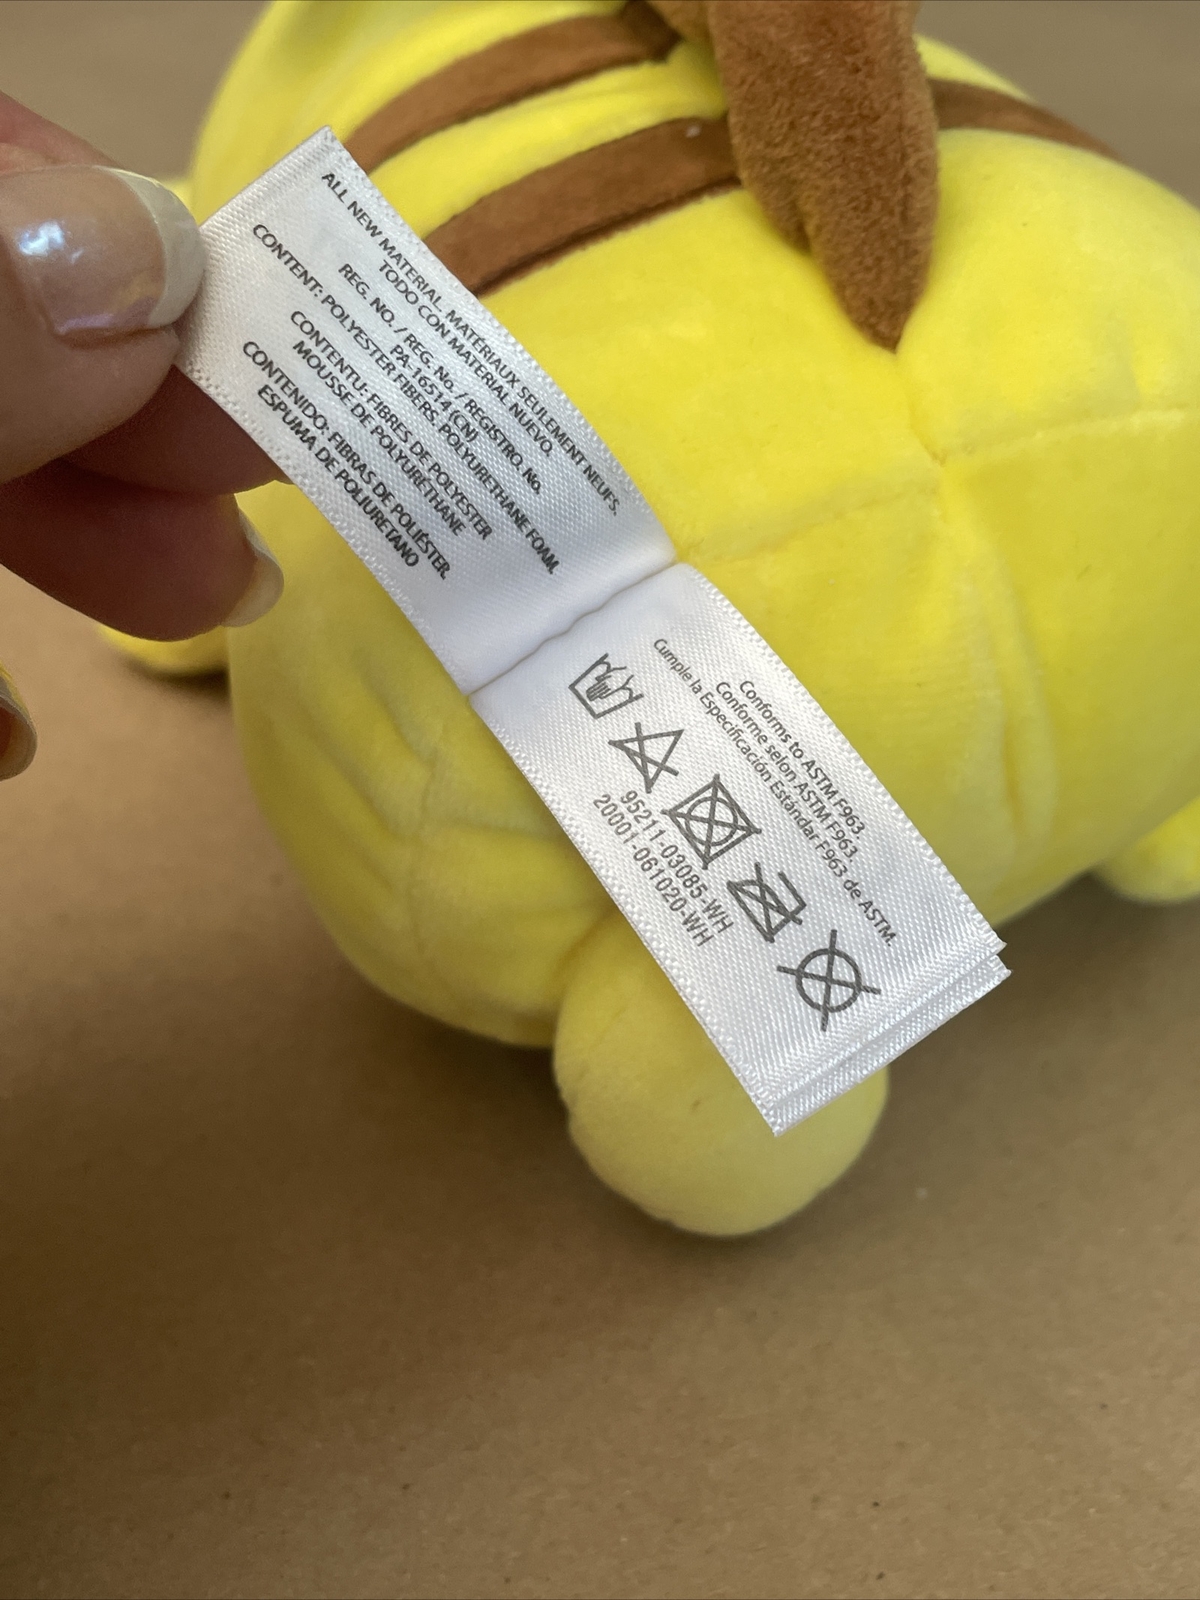 ALL NEW MATERIAL. MATERIAUX SEULEMENT NEUFS.
TODO CON MATERIAL NUEVO.
REG. NO. / REG. No. / REGISTRO. No.
PA-16514 (CN)
CONTENT: POLYESTER FIBERS. POLYURETHANE FOAM.
CONTENTU: FIBRES DE POLYESTER
MOUSSE DE POLYURÉTHANE
CONTENIDO: FIBRAS DE POLIÉSTER.
ESPUMA DE POLIURETANO
Conforms to ASTM F963.
Conforme selon ASTM F963.
Cumple la Especificación Estándar F963 de ASTM.
95211-03085-WH
20001-061020-WH